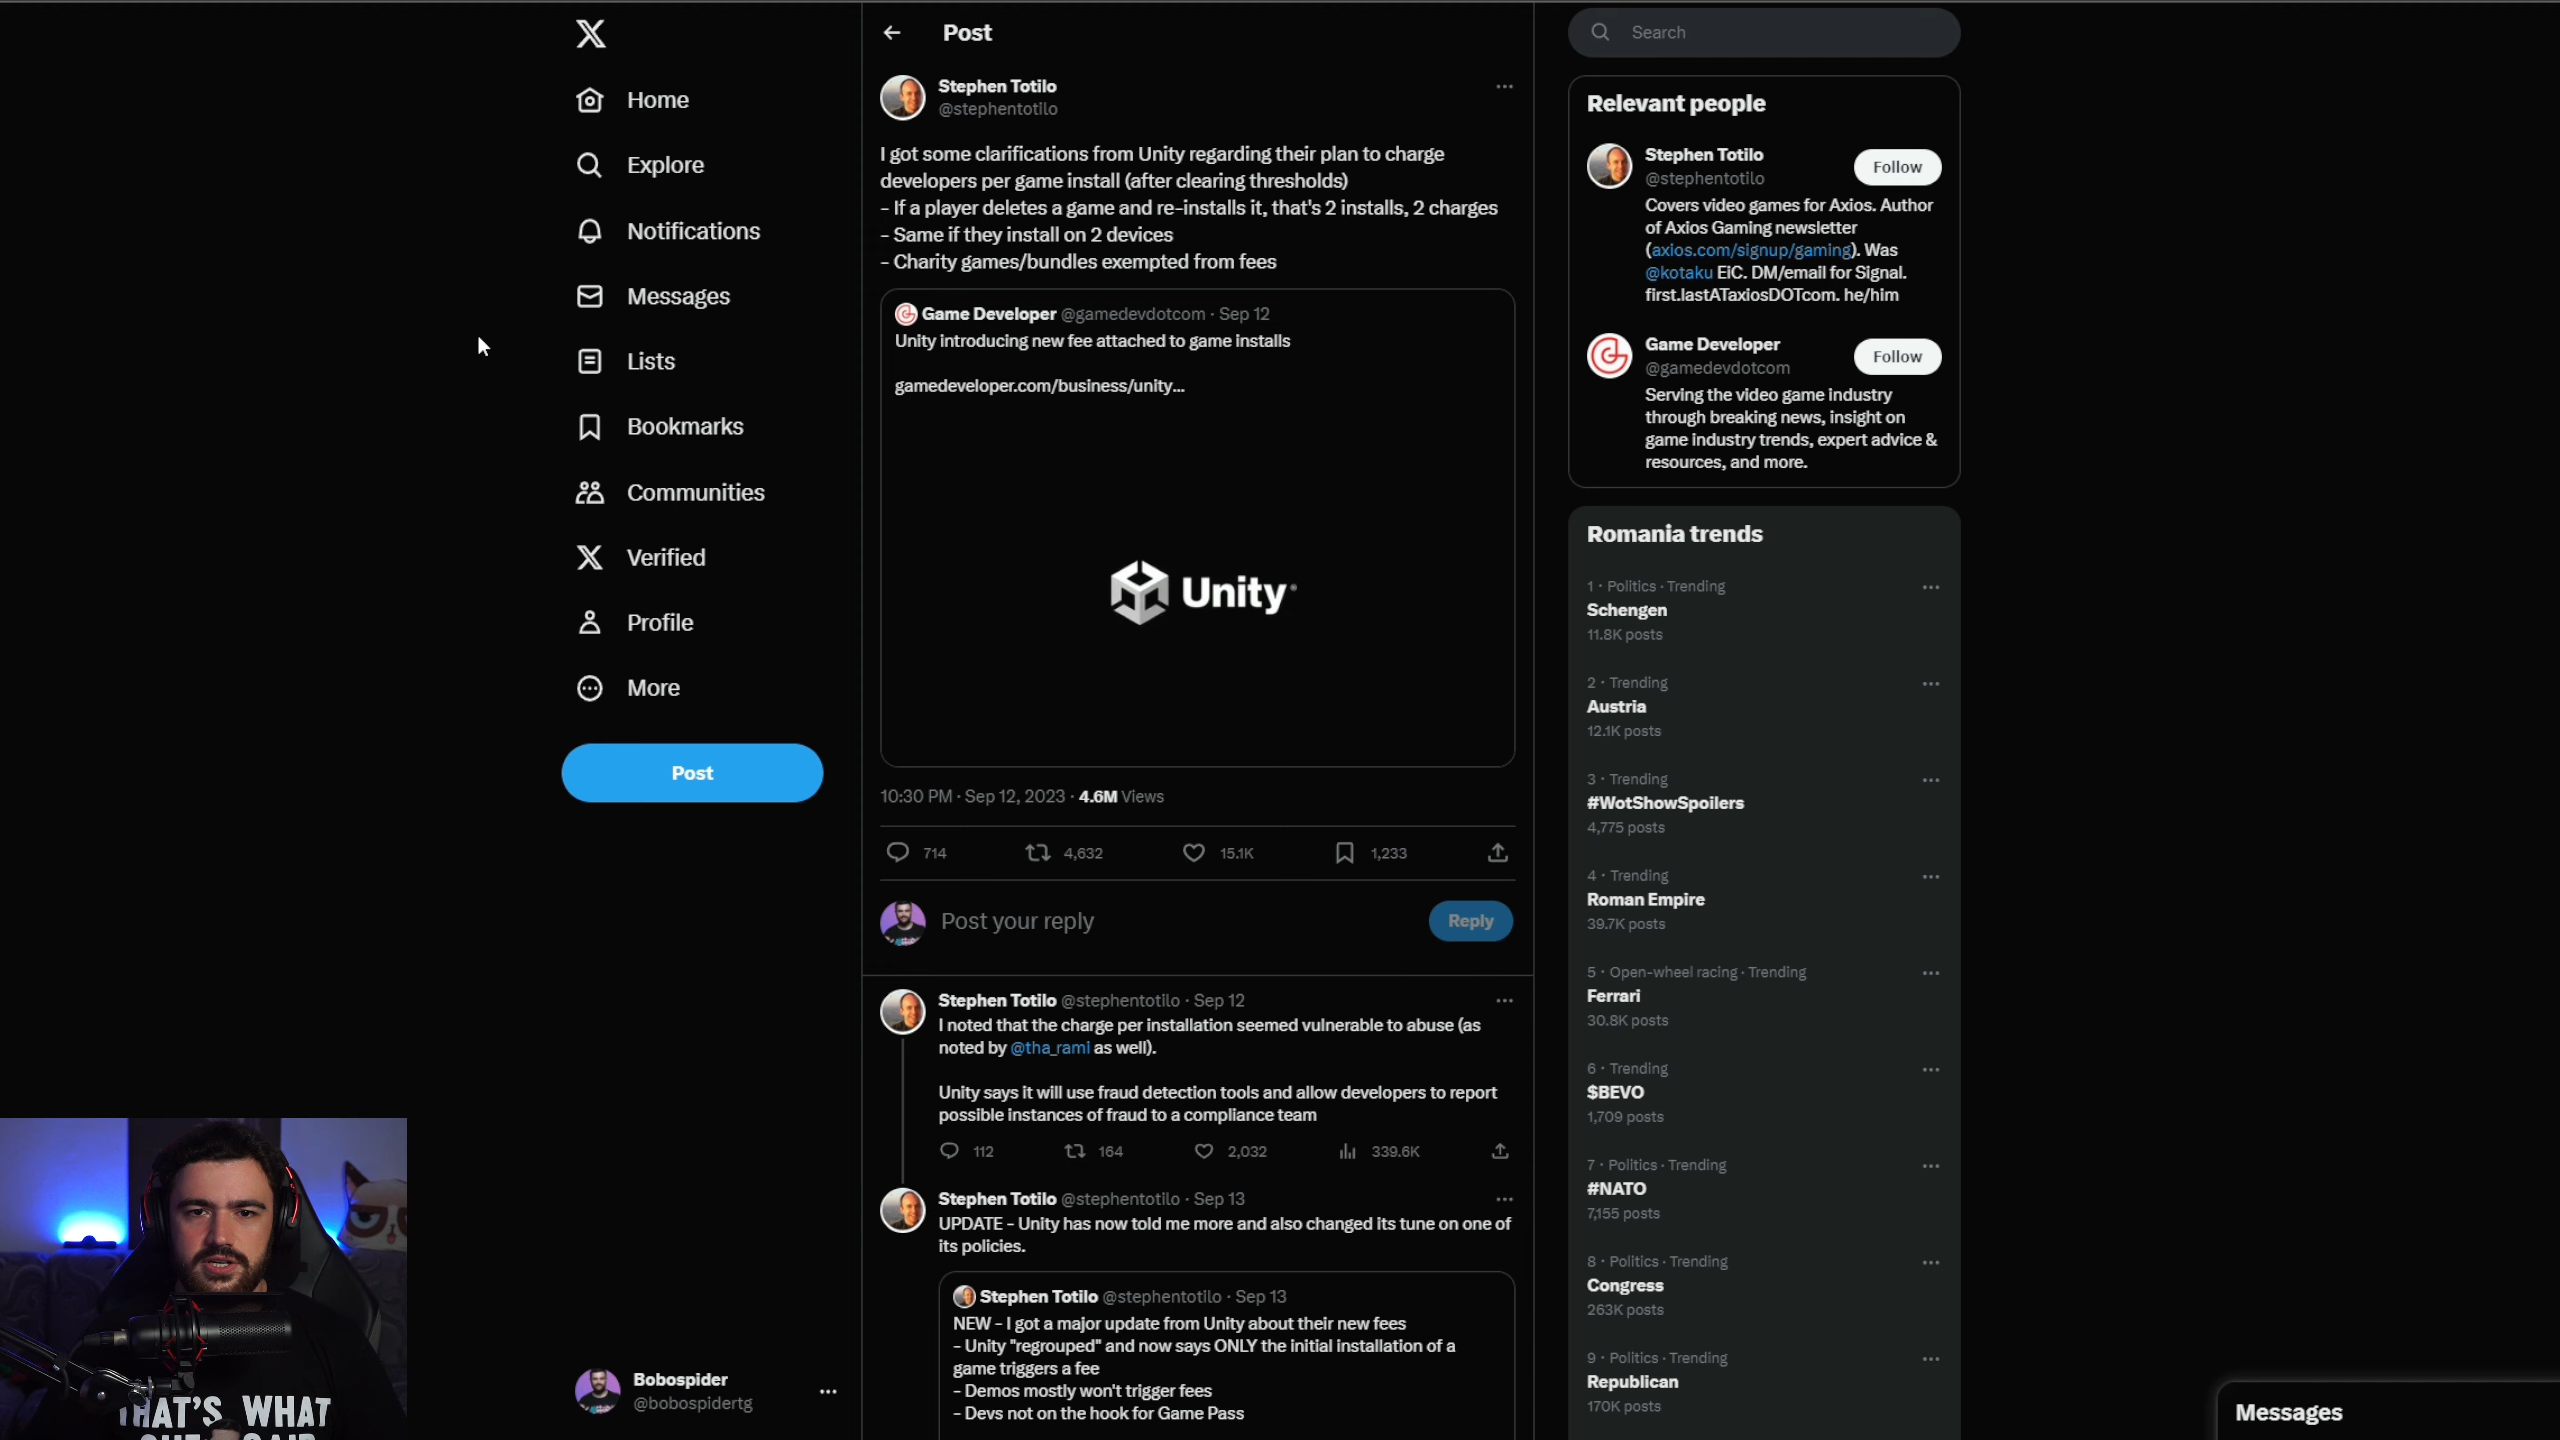 Home
Explore
Notifications
Messages
Lists
Bookmarks
Communities
Verified
Profile
More
Post
Bobospider
@bobospidertg
Post
Stephen Totilo
@stephentotilo
I got some clarifications from Unity regarding their plan to charge
developers per game install (after clearing thresholds)
- If a player deletes a game and re-installs it, that's 2 installs, 2 charges
- Same if they install on 2 devices
- Charity games/bundles exempted from fees
Game Developer @gamedevdotcom · Sep 12
Unity introducing new fee attached to game installs
gamedeveloper.com/business/unity...
Unity
10:30 PM · Sep 12, 2023 · 4.6M Views
714 4,632 15.1K 1,233
Post your reply
Reply
Stephen Totilo @stephentotilo · Sep 12
I noted that the charge per installation seemed vulnerable to abuse (as
noted by @tha_rami as well).
Unity says it will use fraud detection tools and allow developers to report
possible instances of fraud to a compliance team
112 164 2,032 339.6K
Stephen Totilo @stephentotilo · Sep 13
UPDATE - Unity has now told me more and also changed its tune on one of
its policies.
Stephen Totilo @stephentotilo · Sep 13
NEW - I got a major update from Unity about their new fees
- Unity "regrouped" and now says ONLY the initial installation of a
game triggers a fee
- Demos mostly won't trigger fees
- Devs not on the hook for Game Pass
Search
Relevant people
Stephen Totilo
@stephentotilo
Follow
Covers video games for Axios. Author
of Axios Gaming newsletter
(axios.com/signup/gaming). Was
@kotaku EiC. DM/email for Signal.
first.lastATaxiosDOTcom. he/him
Game Developer
@gamedevdotcom
Follow
Serving the video game industry
through breaking news, insight on
game industry trends, expert advice &
resources, and more.
Romania trends
1 · Politics · Trending
Schengen
11.8K posts
2 · Trending
Austria
12.1K posts
3 · Trending
#WotShowSpoilers
4,775 posts
4 · Trending
Roman Empire
39.7K posts
5 · Open-wheel racing · Trending
Ferrari
30.8K posts
6 · Trending
$BEVO
1,709 posts
7 · Politics · Trending
#NATO
7,155 posts
8 · Politics · Trending
Congress
263K posts
9 · Politics · Trending
Republican
170K posts
Messages
THAT'S WHAT